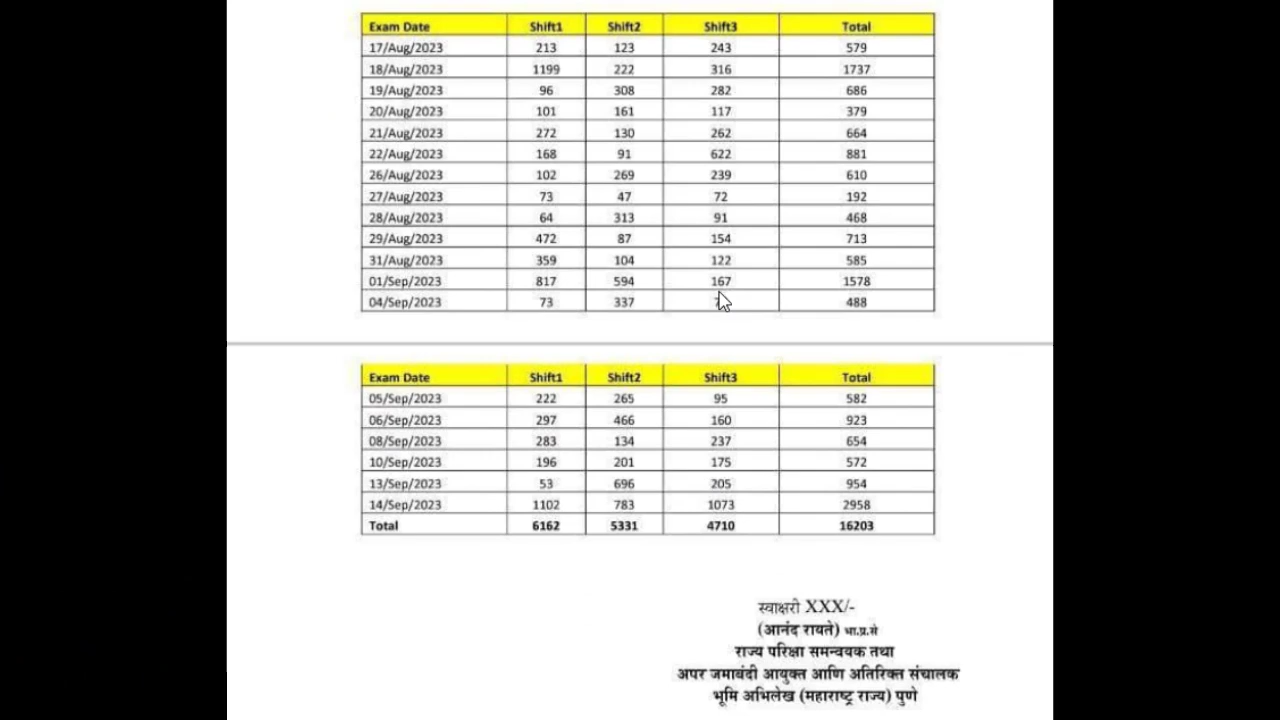 Exam Date Shift1 Shift2 Shift3 Total
17/Aug/2023 213 123 243 579
18/Aug/2023 1199 222 316 1737
19/Aug/2023 96 308 282 686
20/Aug/2023 101 161 117 379
21/Aug/2023 272 130 262 664
22/Aug/2023 168 91 622 881
26/Aug/2023 102 269 239 610
27/Aug/2023 73 47 72 192
28/Aug/2023 64 313 91 468
29/Aug/2023 472 87 154 713
31/Aug/2023 359 104 122 585
01/Sep/2023 817 594 167 1578
04/Sep/2023 73 337 488
Exam Date Shift1 Shift2 Shift3 Total
05/Sep/2023 222 265 95 582
06/Sep/2023 297 466 160 923
08/Sep/2023 283 134 237 654
10/Sep/2023 196 201 175 572
13/Sep/2023 53 696 205 954
14/Sep/2023 1102 783 1073 2958
Total 6162 5331 4710 16203
स्वाक्षरी XXX/-
(आनंद रायते) भा.प्र.से
राज्य परिक्षा समन्वयक तथा
अपर जमाबंदी आयुक्त आणि अतिरिक्त संचालक
भूमि अभिलेख (महाराष्ट्र राज्य) पुणे